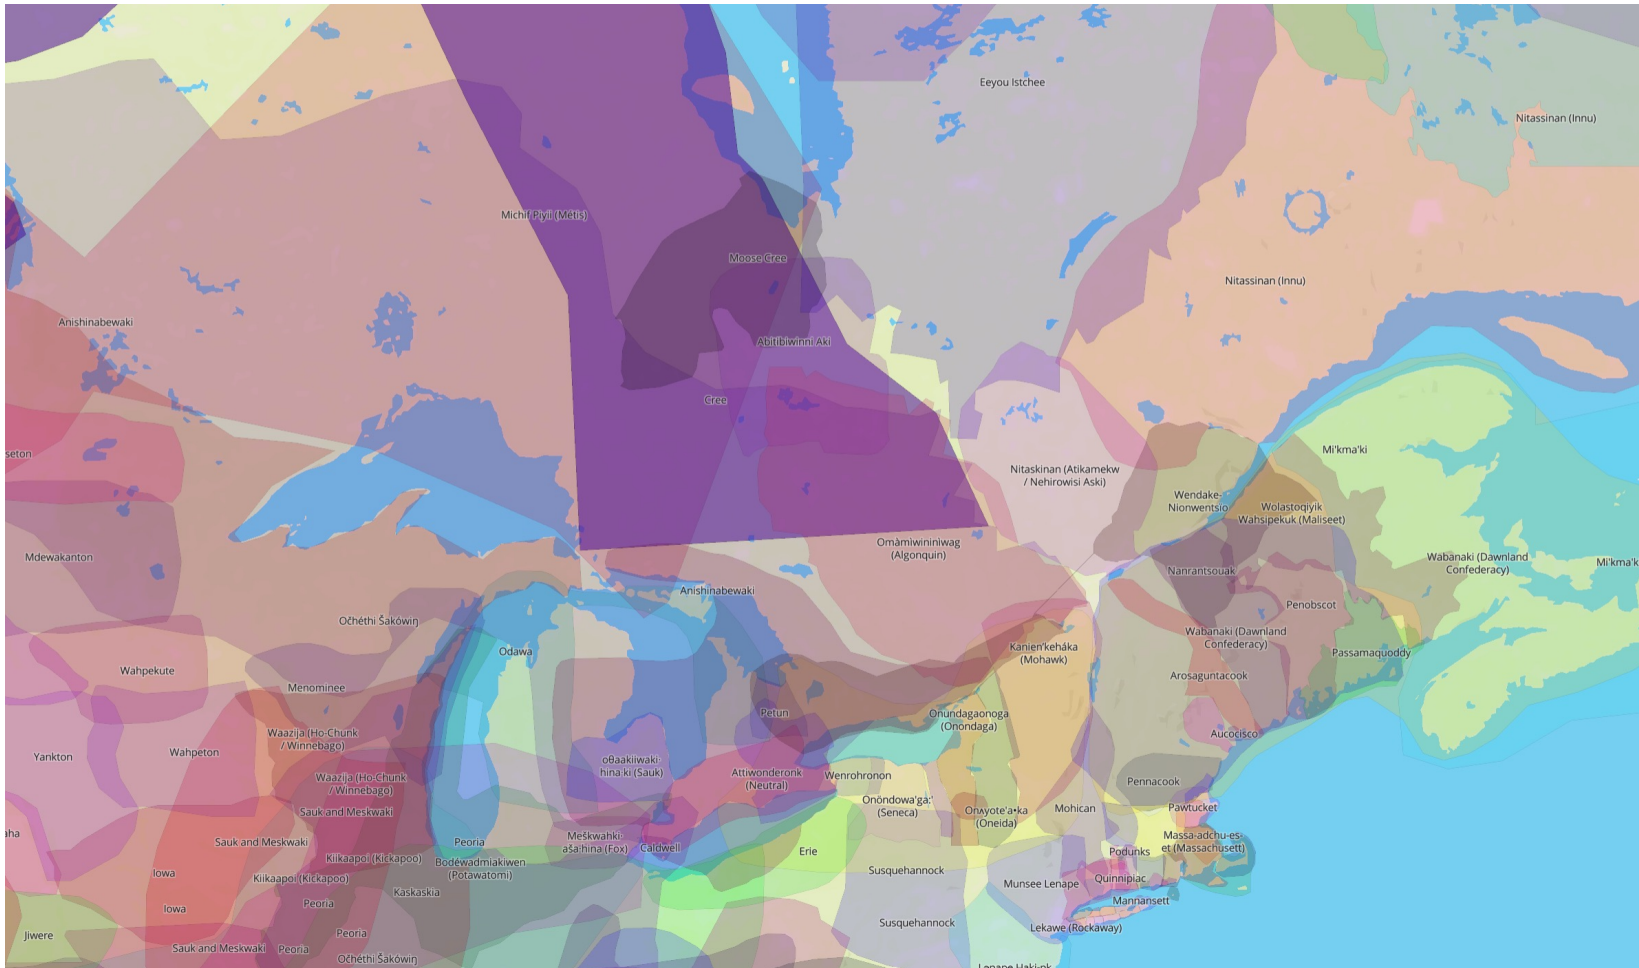 Eeyou Istchee
Nitassinan (Innu)
Michif Piyii (Métis)
Moose Cree
Nitassinan (Innu)
Anishinabewaki
Abitibiwinni Aki
Cree
seton
Mi'kma'ki
Nitaskinan (Atikamekw
/ Nehirowisi Aski)
Wendake-
Nionwentsïo
Wolastoqiyik
Wahsipekuk (Maliseet)
Mdewakanton
Omàmiwininiwag
(Algonquin)
Nanrantsouak
Wabanaki (Dawnland
Confederacy)
Mi'kma'k
Anishinabewaki
Penobscot
Očhéthi Šakówiŋ
Odawa
Kanien'kehá:ka
(Mohawk)
Wabanaki (Dawnland
Confederacy)
Passamaquoddy
Wahpekute
Menominee
Arosaguntacook
Petun
Onundagaonoga
(Onondaga)
Aucocisco
Waazija (Ho-Chunk
/ Winnebago)
Yankton
Wahpeton
oθaakiiwaki-
hina·ki (Sauk)
Attiwonderonk
(Neutral)
Wenrohronon
Waazija (Ho-Chunk
/ Winnebago)
Pennacook
Onöndowa'ga:'
(Seneca)
Onʌyote'a•ka
(Oneida)
Mohican
Pawtucket
Sauk and Meskwaki
aha
Sauk and Meskwaki
Peoria
Meškwahki·
aša·hina (Fox)
Caldwell
Erie
Podunks
Massa-adchu-es-
et (Massachusett)
Kiikaapoi (Kickapoo)
Bodéwadmiakiwen
(Potawatomi)
Iowa
Kiikaapoi (Kickapoo)
Kaskaskia
Susquehannock
Munsee Lenape
Quinnipiac
Mannansett
Iowa
Peoria
Susquehannock
Lekawe (Rockaway)
Jiwere
Peoria
Sauk and Meskwaki
Peoria
Očhéthi Šakówiŋ
Lenape Haki-nk